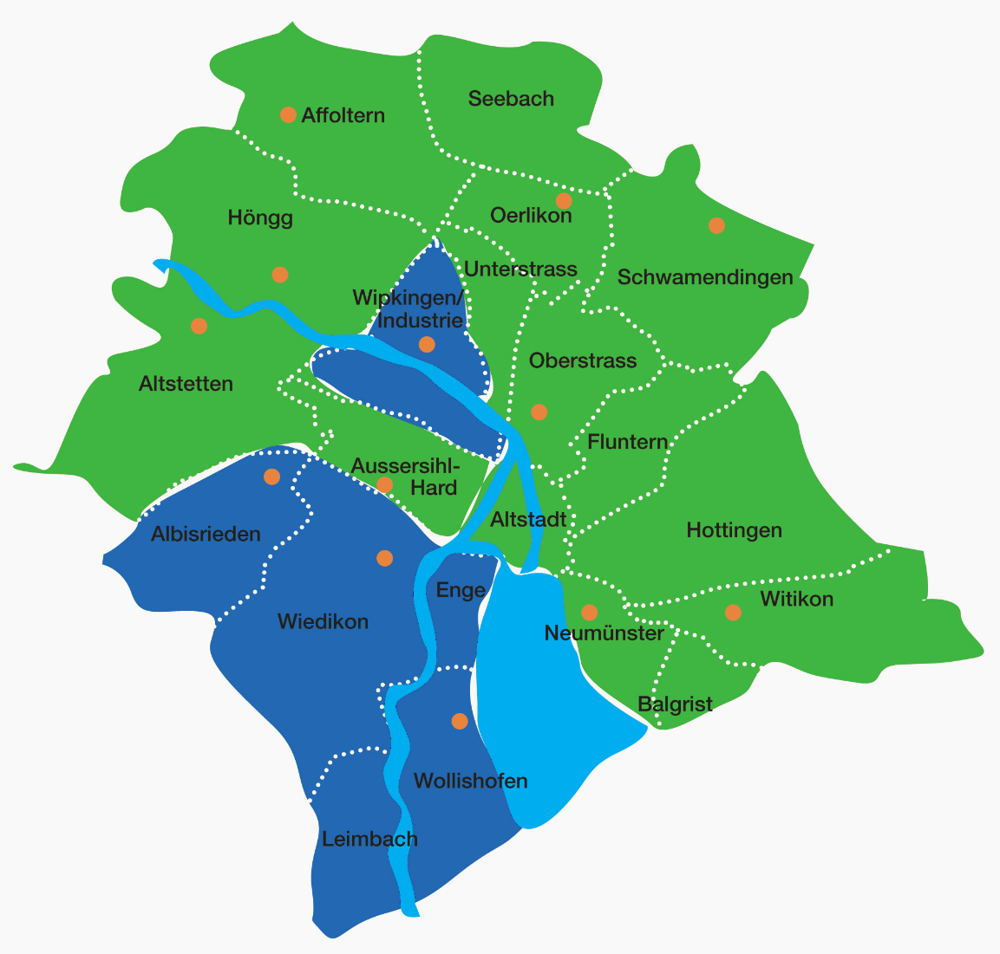 Seebach
Affoltern
Höngg
Oerlikon
Unterstrass
Schwamendingen
Wipkingen/
Industrie
Oberstrass
Altstetten
Fluntern
Aussersihl-
Hard
Altstadt
Hottingen
Albisrieden
Enge
Witikon
Wiedikon
Neumünster
Balgrist
Wollishofen
Leimbach